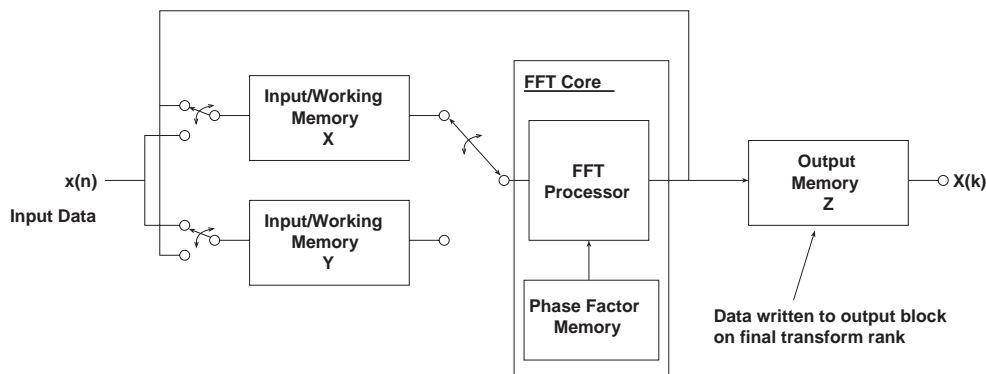 FFT Core
Input/Working
Memory
X
FFT
Processor
Output
Memory
Z
x(n)
X(k)
Input Data
Input/Working
Memory
Y
Phase Factor
Memory
Data written to output block
on final transform rank